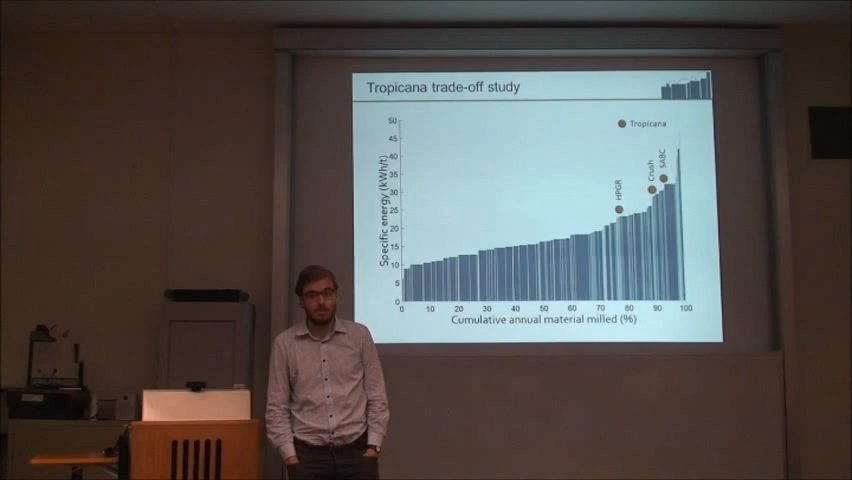 Tropicana trade-off study
Tropicana
50
45
40
35
30
25
20
15
10
5
0
Specific energy (kWh/t)
HPGR
Crush
SABC
0 10 20 30 40 50 60 70 80 90 100
Cumulative annual material milled (%)